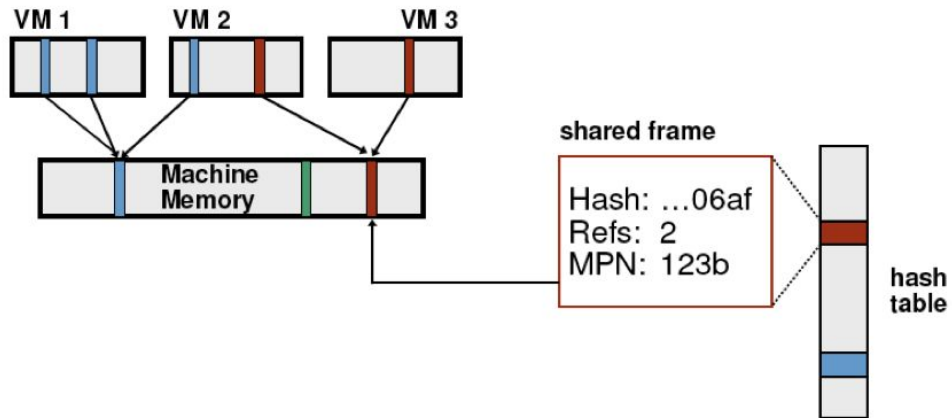 VM 1
VM 2
VM 3
Machine
Memory
shared frame
Hash: ...06af
Refs: 2
MPN: 123b
hash
table